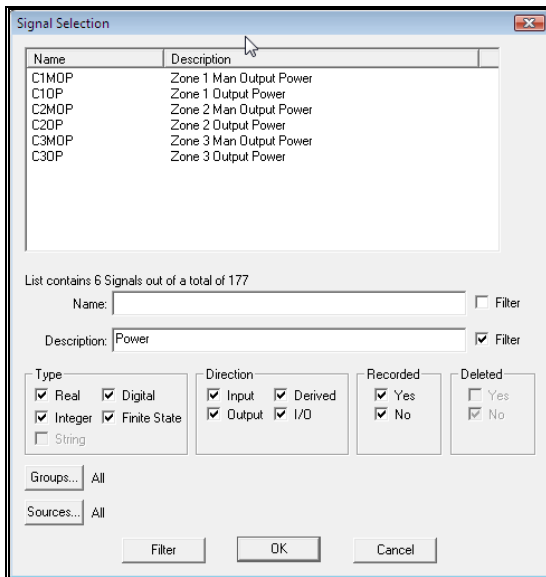 Signal Selection
Name Description
C1MOP Zone 1 Man Output Power
C1OP Zone 1 Output Power
C2MOP Zone 2 Man Output Power
C2OP Zone 2 Output Power
C3MOP Zone 3 Man Output Power
C3OP Zone 3 Output Power
List contains 6 Signals out of a total of 177
Name: Filter
Description: Power Filter
Type Direction Recorded Deleted
Real Digital Input Derived Yes Yes
Integer Finite State Output I/O No No
String
Groups... All
Sources... All
Filter OK Cancel